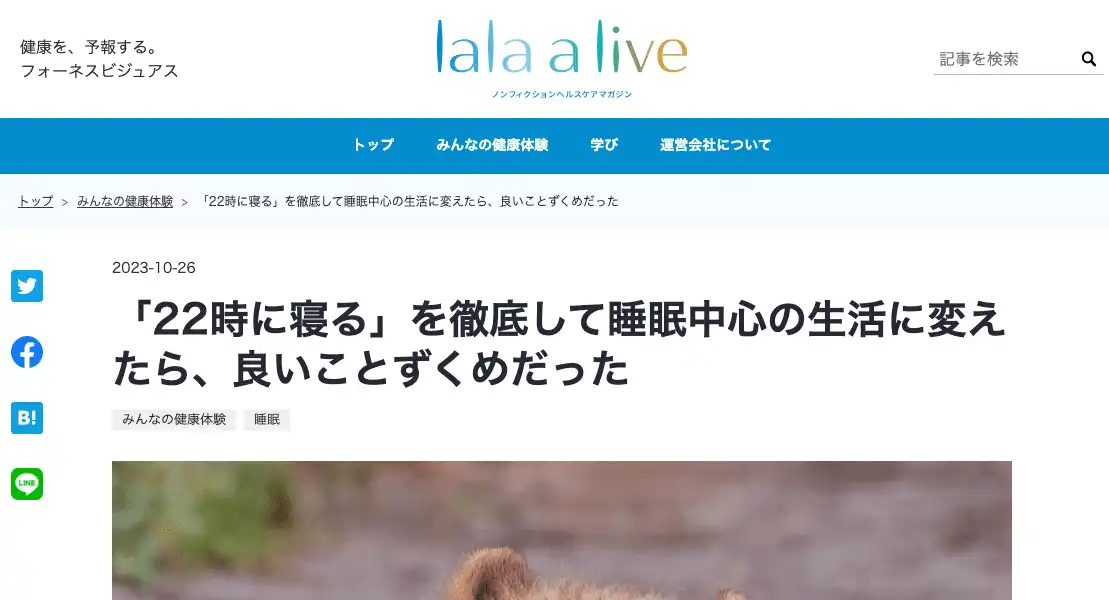 健康を、予報する。
フォーネスビジュアス
lala a live
ノンフィクションヘルスケアマガジン
記事を検索
トップ
みんなの健康体験
学び
運営会社について
トップ > みんなの健康体験 > 「22時に寝る」を徹底して睡眠中心の生活に変えたら、良いことずくめだった
2023-10-26
「22時に寝る」を徹底して睡眠中心の生活に変え
たら、良いことずくめだった
みんなの健康体験
睡眠
B!
LINE